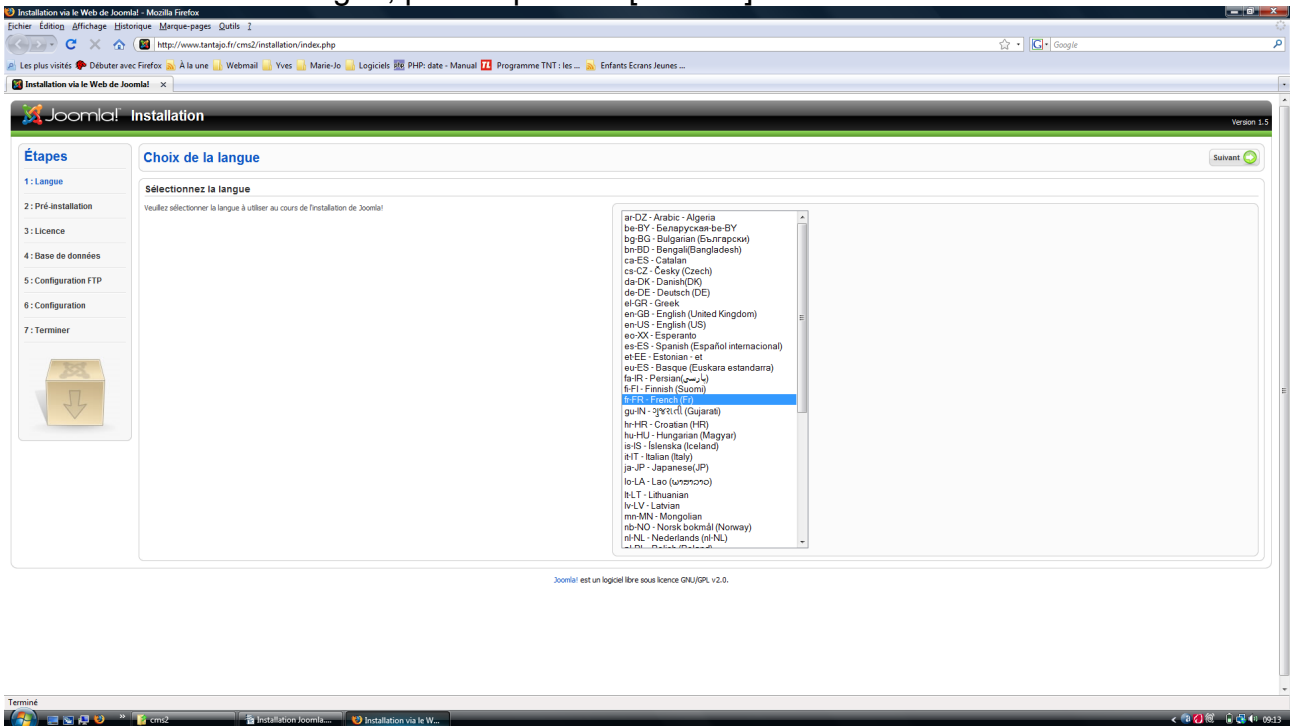 Installation via le Web de Joomla! - Mozilla Firefox
Fichier Édition Affichage Historique Marque-pages Outils ?
http://www.tantajo.fr/cms2/installation/index.php
Google
Les plus visités Débuter avec Firefox À la une Webmail Yves Marie-Jo Logiciels PHP: date - Manual Programme TNT : les ... Enfants Ecrans Jeunes ...
Installation via le Web de Joomla!
Joomla! Installation
Version 1.5
Étapes
1 : Langue
2 : Pré-installation
3 : Licence
4 : Base de données
5 : Configuration FTP
6 : Configuration
7 : Terminer
Choix de la langue
Suivant
Sélectionnez la langue
Veuillez sélectionner la langue à utiliser au cours de l'installation de Joomla!
ar-DZ - Arabic - Algeria
be-BY - Беларуская-be-BY
bg-BG - Bulgarian (Български)
bn-BD - Bengali(Bangladesh)
ca-ES - Catalan
cs-CZ - Česky (Czech)
da-DK - Danish(DK)
de-DE - Deutsch (DE)
el-GR - Greek
en-GB - English (United Kingdom)
en-US - English (US)
eo-XX - Esperanto
es-ES - Spanish (Español internacional)
et-EE - Estonian - et
eu-ES - Basque (Euskara estandarra)
fa-IR - Persian(پارسی)
fi-FI - Finnish (Suomi)
fr-FR - French (Fr)
gu-IN - ગુજરાતી (Gujarati)
hr-HR - Croatian (HR)
hu-HU - Hungarian (Magyar)
is-IS - Íslenska (Iceland)
it-IT - Italian (Italy)
ja-JP - Japanese(JP)
lo-LA - Lao (ພາສາລາວ)
lt-LT - Lithuanian
lv-LV - Latvian
mn-MN - Mongolian
nb-NO - Norsk bokmål (Norway)
nl-NL - Nederlands (nl-NL)
Joomla! est un logiciel libre sous licence GNU/GPL v2.0.
Terminé
cms2 Installation Joomla.... Installation via le W...
09:13